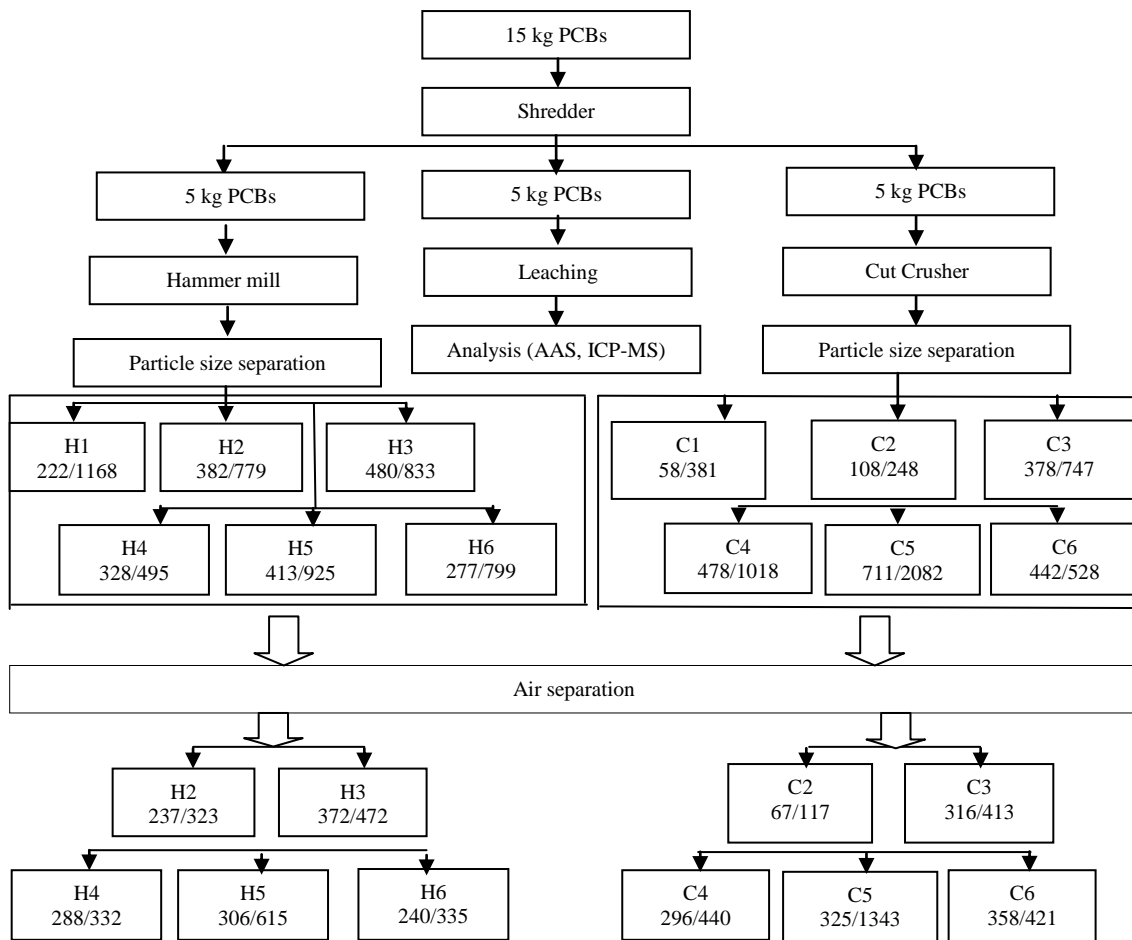 15 kg PCBs
Shredder
5 kg PCBs
5 kg PCBs
5 kg PCBs
Hammer mill
Leaching
Cut Crusher
Particle size separation
Analysis (AAS, ICP-MS)
Particle size separation
H1
222/1168
H2
382/779
H3
480/833
C1
58/381
C2
108/248
C3
378/747
H4
328/495
H5
413/925
H6
277/799
C4
478/1018
C5
711/2082
C6
442/528
Air separation
H2
237/323
H3
372/472
C2
67/117
C3
316/413
H4
288/332
H5
306/615
H6
240/335
C4
296/440
C5
325/1343
C6
358/421